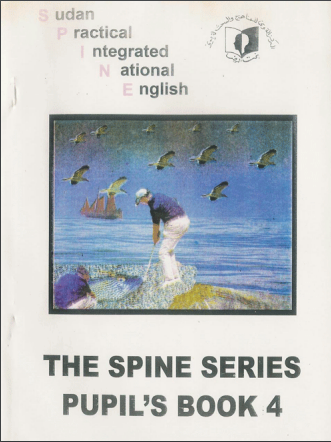 Sudan
Practical
Integrated
National
English
THE SPINE SERIES
PUPIL'S BOOK 4